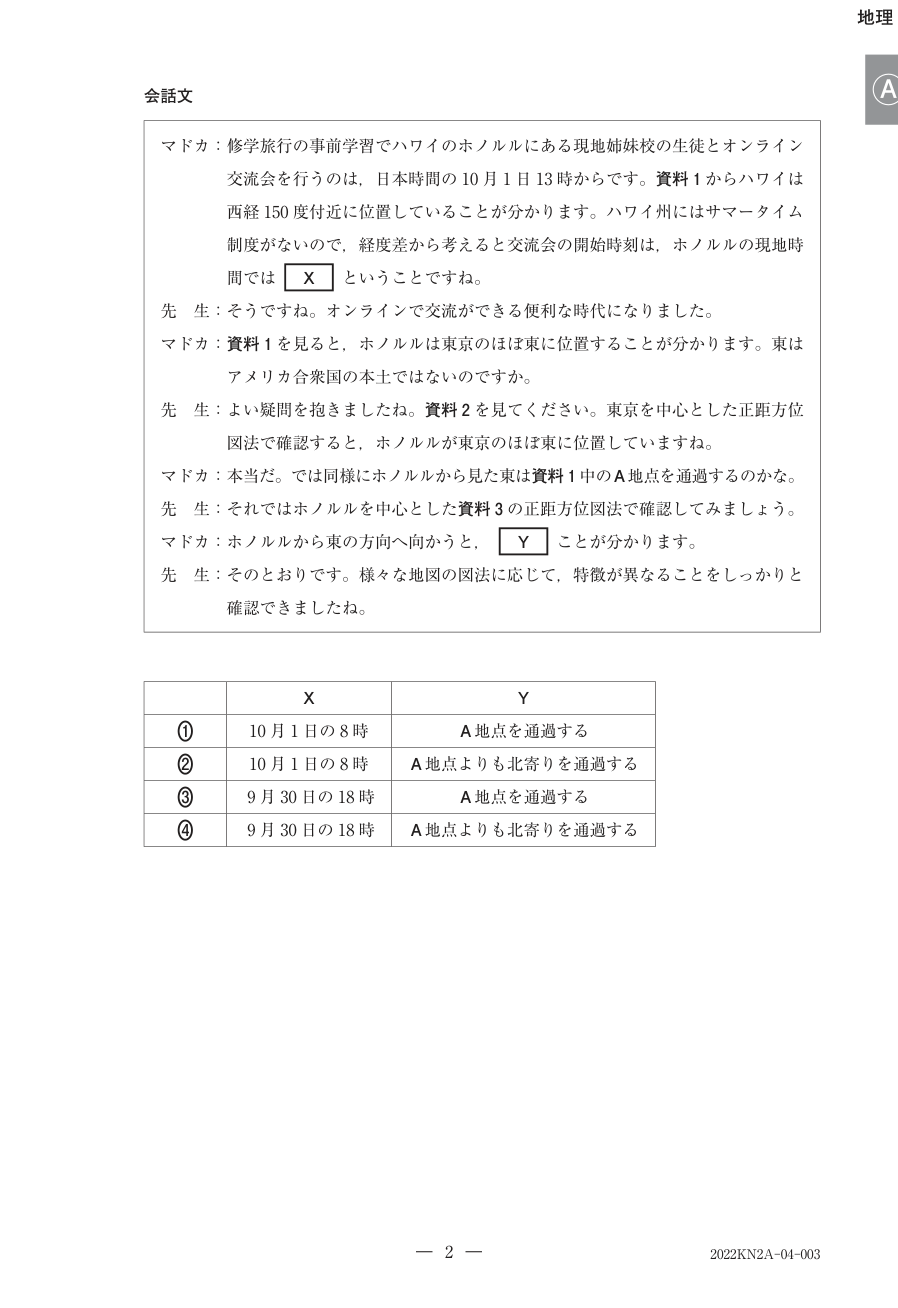 地理
A
会話文
マドカ：修学旅行の事前学習でハワイのホノルルにある現地姉妹校の生徒とオンライン
交流会を行うのは，日本時間の10月1日13時からです。資料1からハワイは
西経150度付近に位置していることが分かります。ハワイ州にはサマータイム
制度がないので，経度差から考えると交流会の開始時刻は，ホノルルの現地時
間では X ということですね。
先　生：そうですね。オンラインで交流ができる便利な時代になりました。
マドカ：資料1を見ると，ホノルルは東京のほぼ東に位置することが分かります。東は
アメリカ合衆国の本土ではないのですか。
先　生：よい疑問を抱きましたね。資料2を見てください。東京を中心とした正距方位
図法で確認すると，ホノルルが東京のほぼ東に位置していますね。
マドカ：本当だ。では同様にホノルルから見た東は資料1中のA地点を通過するのかな。
先　生：それではホノルルを中心とした資料3の正距方位図法で確認してみましょう。
マドカ：ホノルルから東の方向へ向かうと， Y ことが分かります。
先　生：そのとおりです。様々な地図の図法に応じて，特徴が異なることをしっかりと
確認できましたね。
X Y
① 10月1日の8時 A地点を通過する
② 10月1日の8時 A地点よりも北寄りを通過する
③ 9月30日の18時 A地点を通過する
④ 9月30日の18時 A地点よりも北寄りを通過する
― 2 ―
2022KN2A-04-003